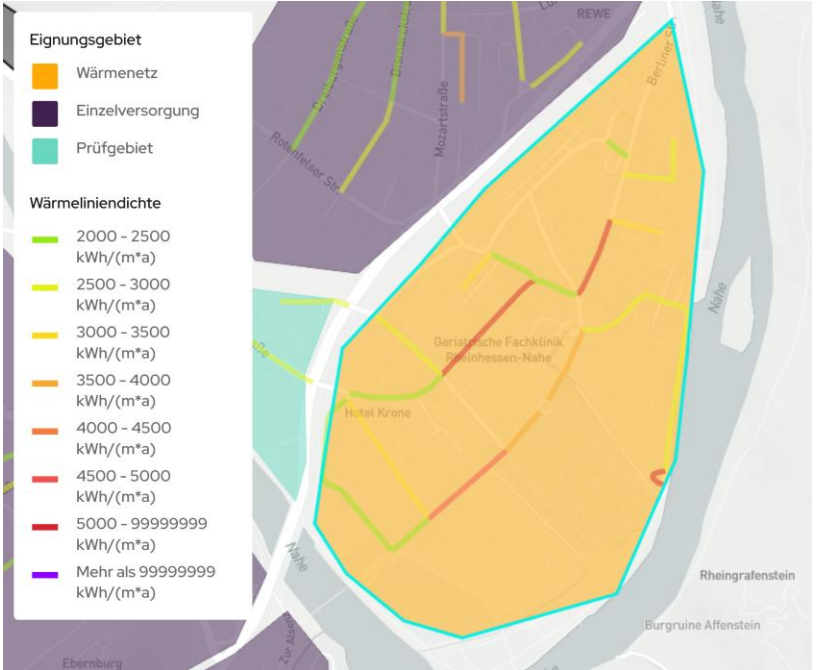 Eignungsgebiet
Wärmenetz
Einzelversorgung
Prüfgebiet
Wärmeliniendichte
2000 - 2500
kWh/(m*a)
2500 - 3000
kWh/(m*a)
3000 - 3500
kWh/(m*a)
3500 - 4000
kWh/(m*a)
4000 - 4500
kWh/(m*a)
4500 - 5000
kWh/(m*a)
5000 - 99999999
kWh/(m*a)
Mehr als 99999999
kWh/(m*a)
REWE
Berliner Str
Nahe
Mozartstraße
Rotenfelser Str.
Nahe
Geriatrische Fachklinik
Rheinhessen-Nahe
Hotel Krone
Nahe
Rheingrafenstein
Burgruine Affenstein
Ebernburg